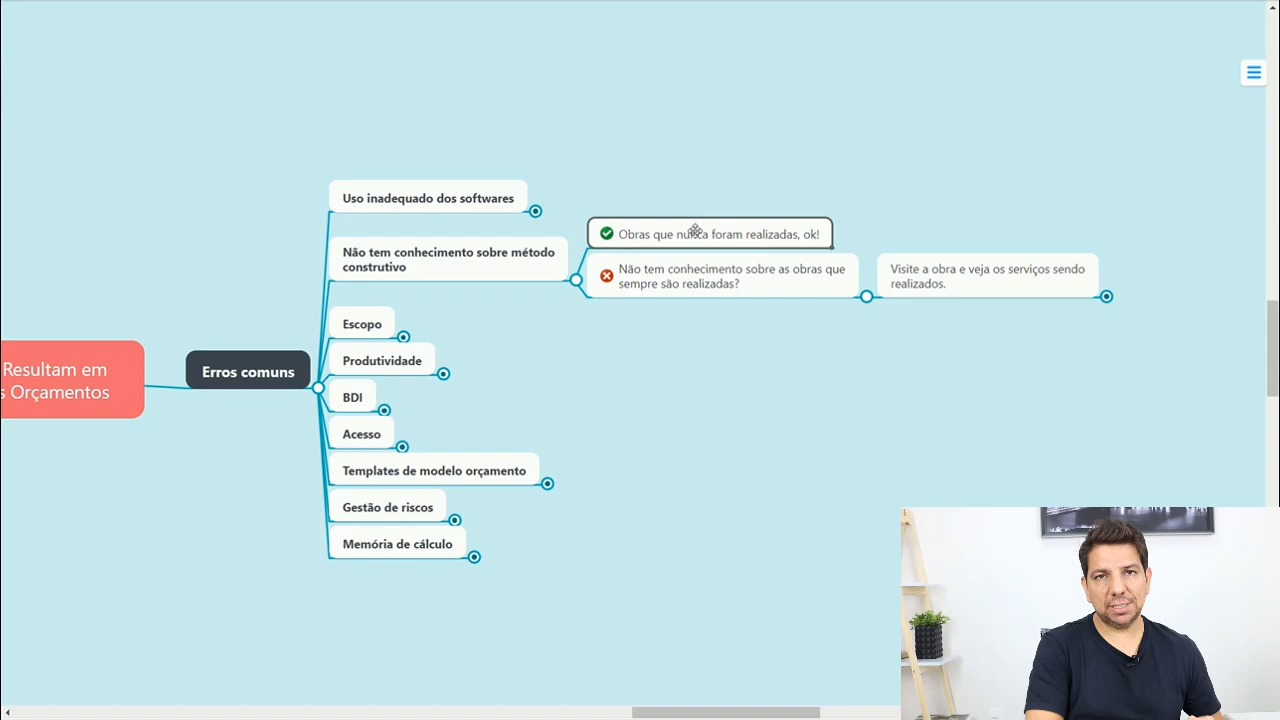 Uso inadequado dos softwares
Obras que nunca foram realizadas, ok!
Não tem conhecimento sobre método
construtivo
Não tem conhecimento sobre as obras que
sempre são realizadas?
Visite a obra e veja os serviços sendo
realizados.
Escopo
Produtividade
Resultam em
s Orçamentos
Erros comuns
BDI
Acesso
Templates de modelo orçamento
Gestão de riscos
Memória de cálculo